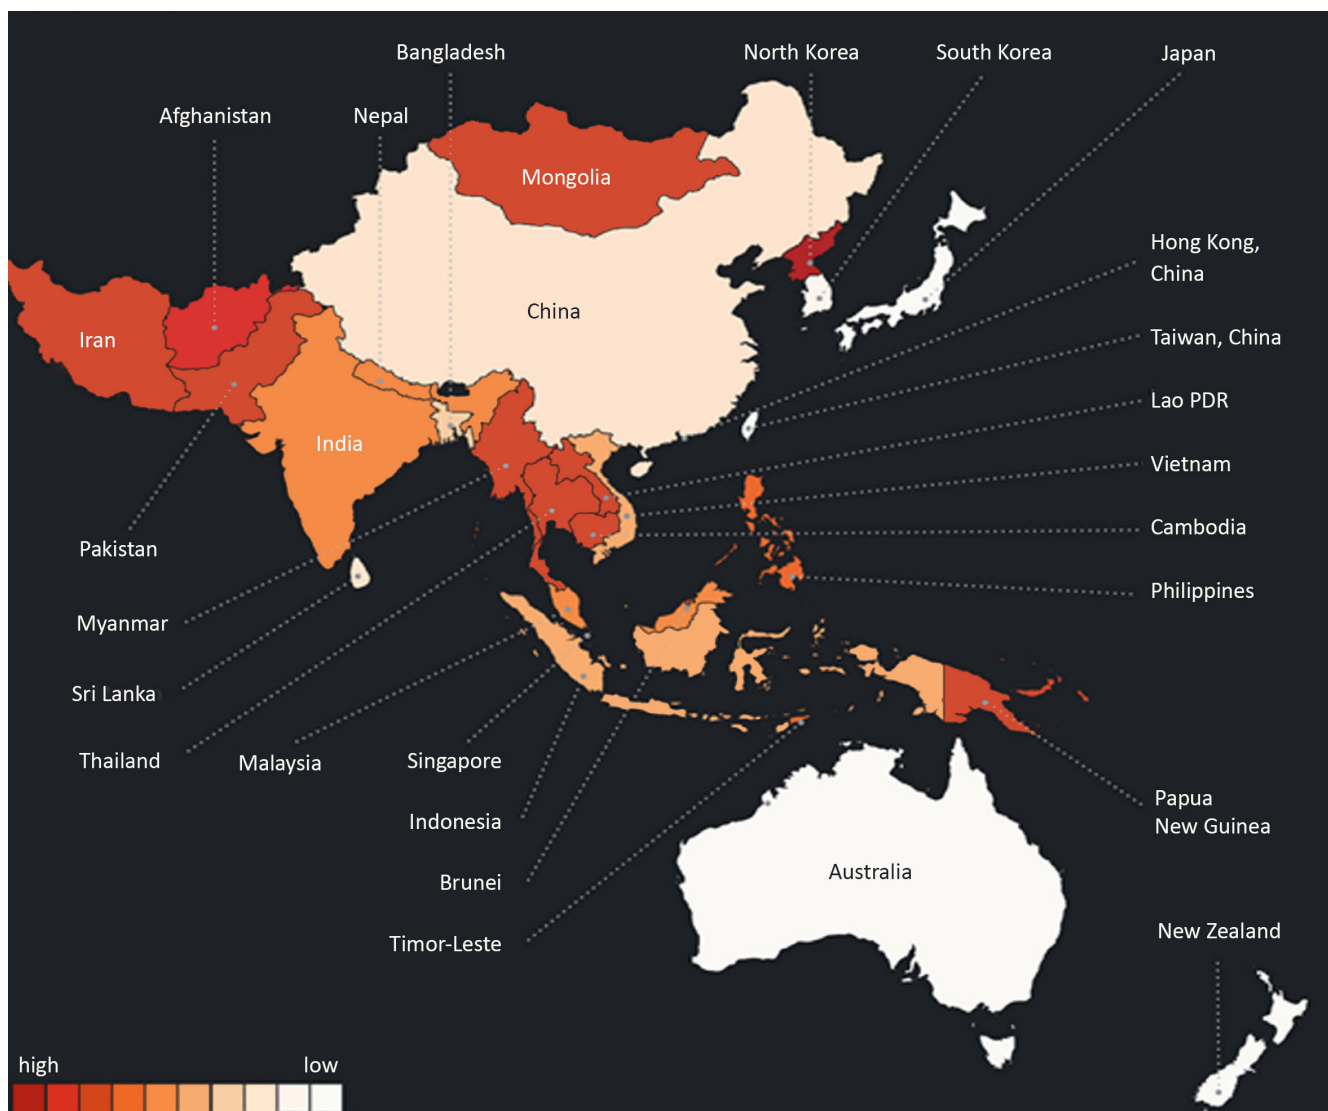 Bangladesh
North Korea
South Korea
Japan
Afghanistan
Nepal
Mongolia
Hong Kong,
China
China
Iran
Taiwan, China
Lao PDR
India
Vietnam
Cambodia
Pakistan
Philippines
Myanmar
Sri Lanka
Thailand
Malaysia
Singapore
Papua
New Guinea
Indonesia
Australia
Brunei
New Zealand
Timor-Leste
high
low